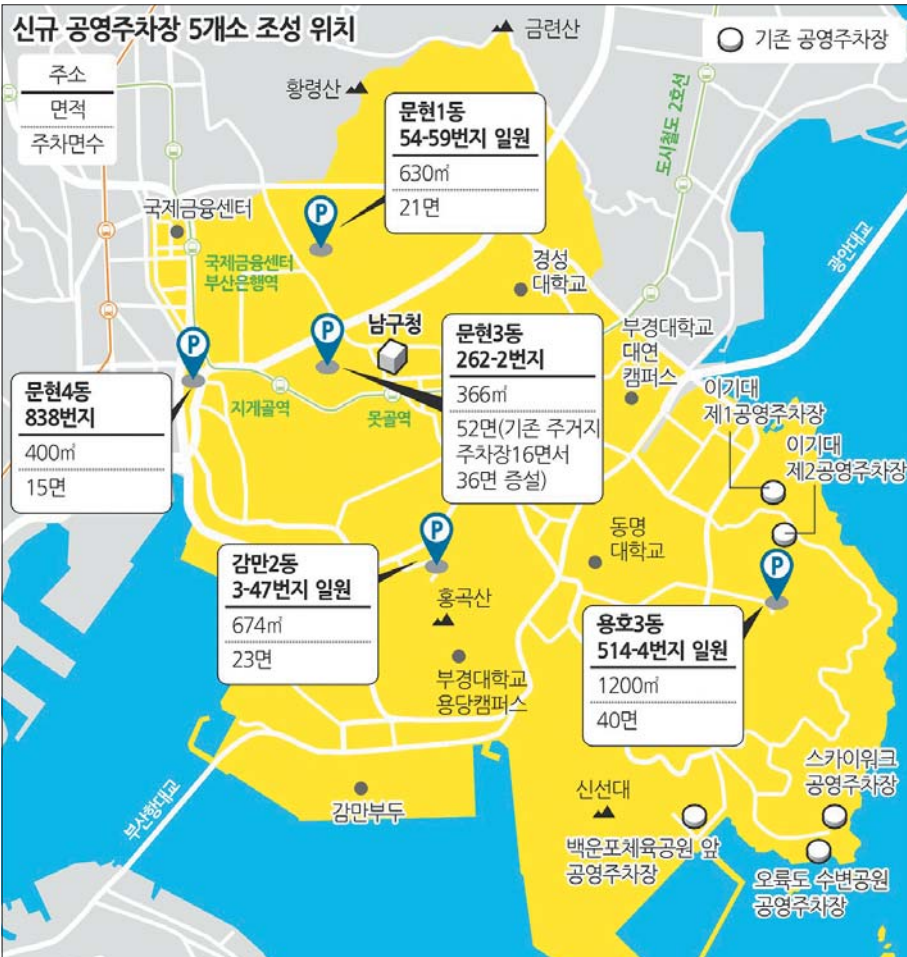 신규 공영주차장 5개소 조성 위치
주소
면적
주차면수
기존 공영주차장
금련산
황령산
문현1동
54-59번지 일원
630㎡
21면
도시철도 2호선
국제금융센터
국제금융센터
부산은행역
경성
대학교
광안대교
남구청
문현3동
262-2번지
366㎡
52면(기존 주거지
주차장16면서
36면 증설)
부경대학교
대연
캠퍼스
문현4동
838번지
400㎡
15면
지게골역
못골역
이기대
제1공영주차장
이기대
제2공영주차장
감만2동
3-47번지 일원
674㎡
23면
동명
대학교
홍곡산
용호3동
514-4번지 일원
1200㎡
40면
부경대학교
용당캠퍼스
스카이워크
공영주차장
신선대
부산항대교
감만부두
백운포체육공원 앞
공영주차장
오륙도 수변공원
공영주차장
P
P
P
P
P